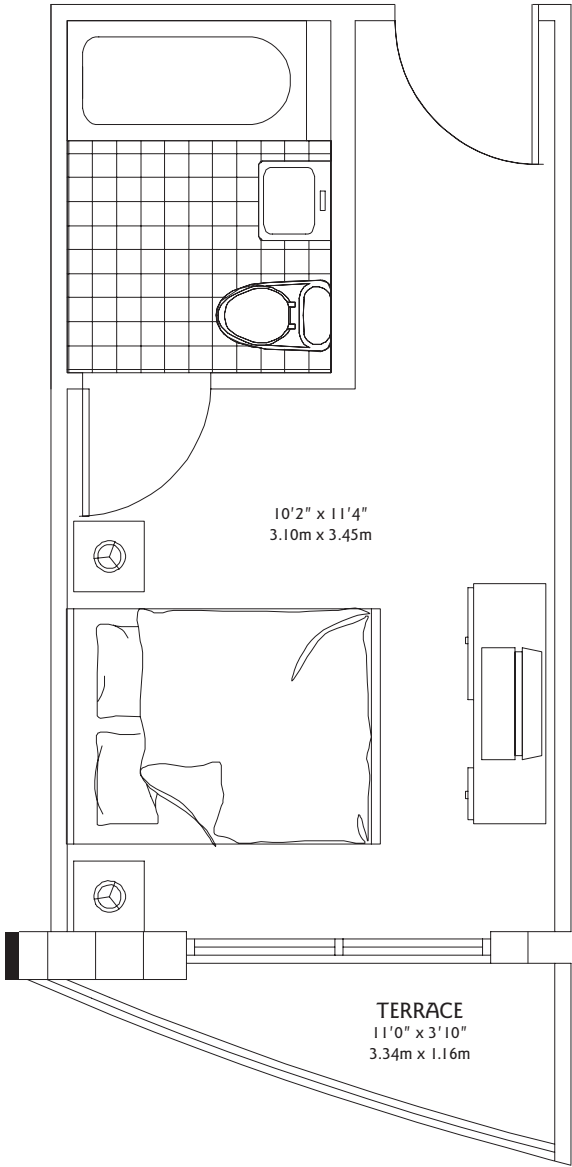 10'2" x 11'4"
3.10m x 3.45m
TERRACE
11'0" x 3'10"
3.34m x 1.16m